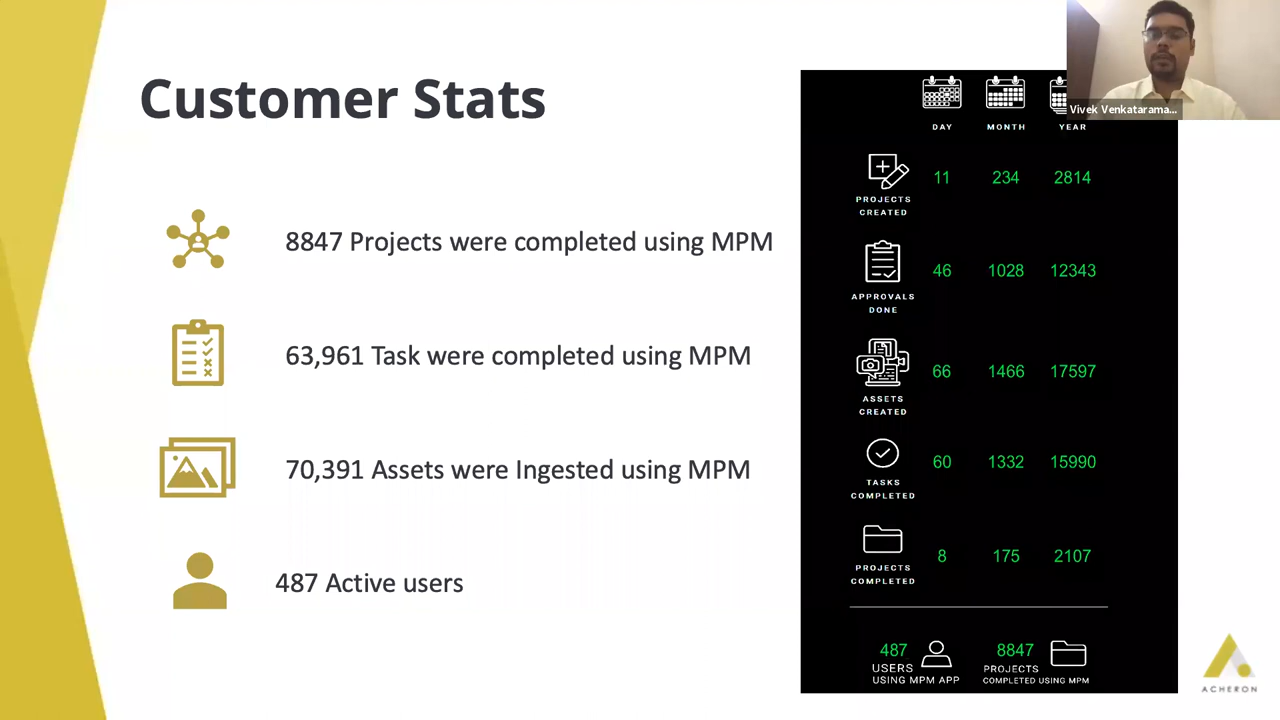 Customer Stats
8847 Projects were completed using MPM
63,961 Task were completed using MPM
70,391 Assets were Ingested using MPM
487 Active users
Vivek Venkatarama...
DAY MONTH YEAR
PROJECTS
CREATED
11 234 2814
APPROVALS
DONE
46 1028 12343
ASSETS
CREATED
66 1466 17597
TASKS
COMPLETED
60 1332 15990
PROJECTS
COMPLETED
8 175 2107
487
USERS
USING MPM APP
8847
PROJECTS
COMPLETED USING MPM
ACHERON